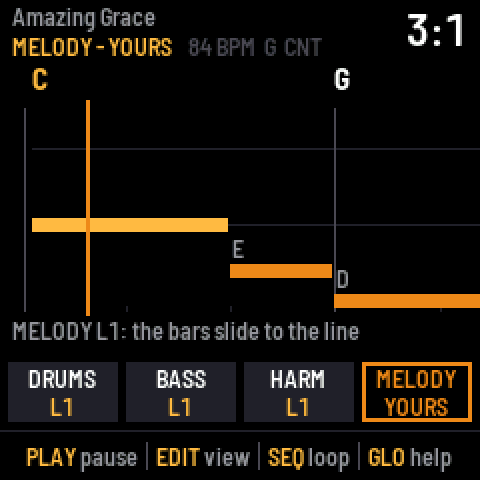 Amazing Grace
MELODY - YOURS 84 BPM G CNT
3:1
C G
E
D
MELODY L1: the bars slide to the line
DRUMS BASS HARM MELODY
L1 L1 L1 YOURS
PLAY pause EDIT view SEQ loop GLO help